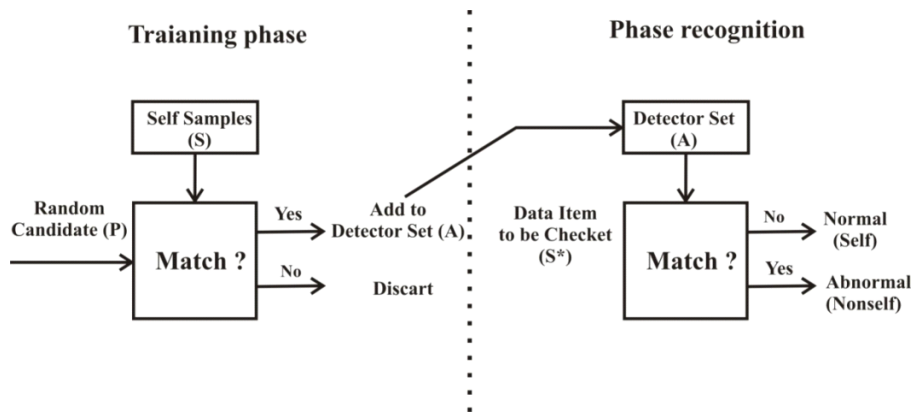 Traianing phase
Self Samples
(S)
Random
Candidate (P)
Match ?
Yes
Add to
Detector Set (A)
No
Discart
Phase recognition
Detector Set
(A)
Data Item
to be Checket
(S*)
Match ?
No
Normal
(Self)
Yes
Abnormal
(Nonself)